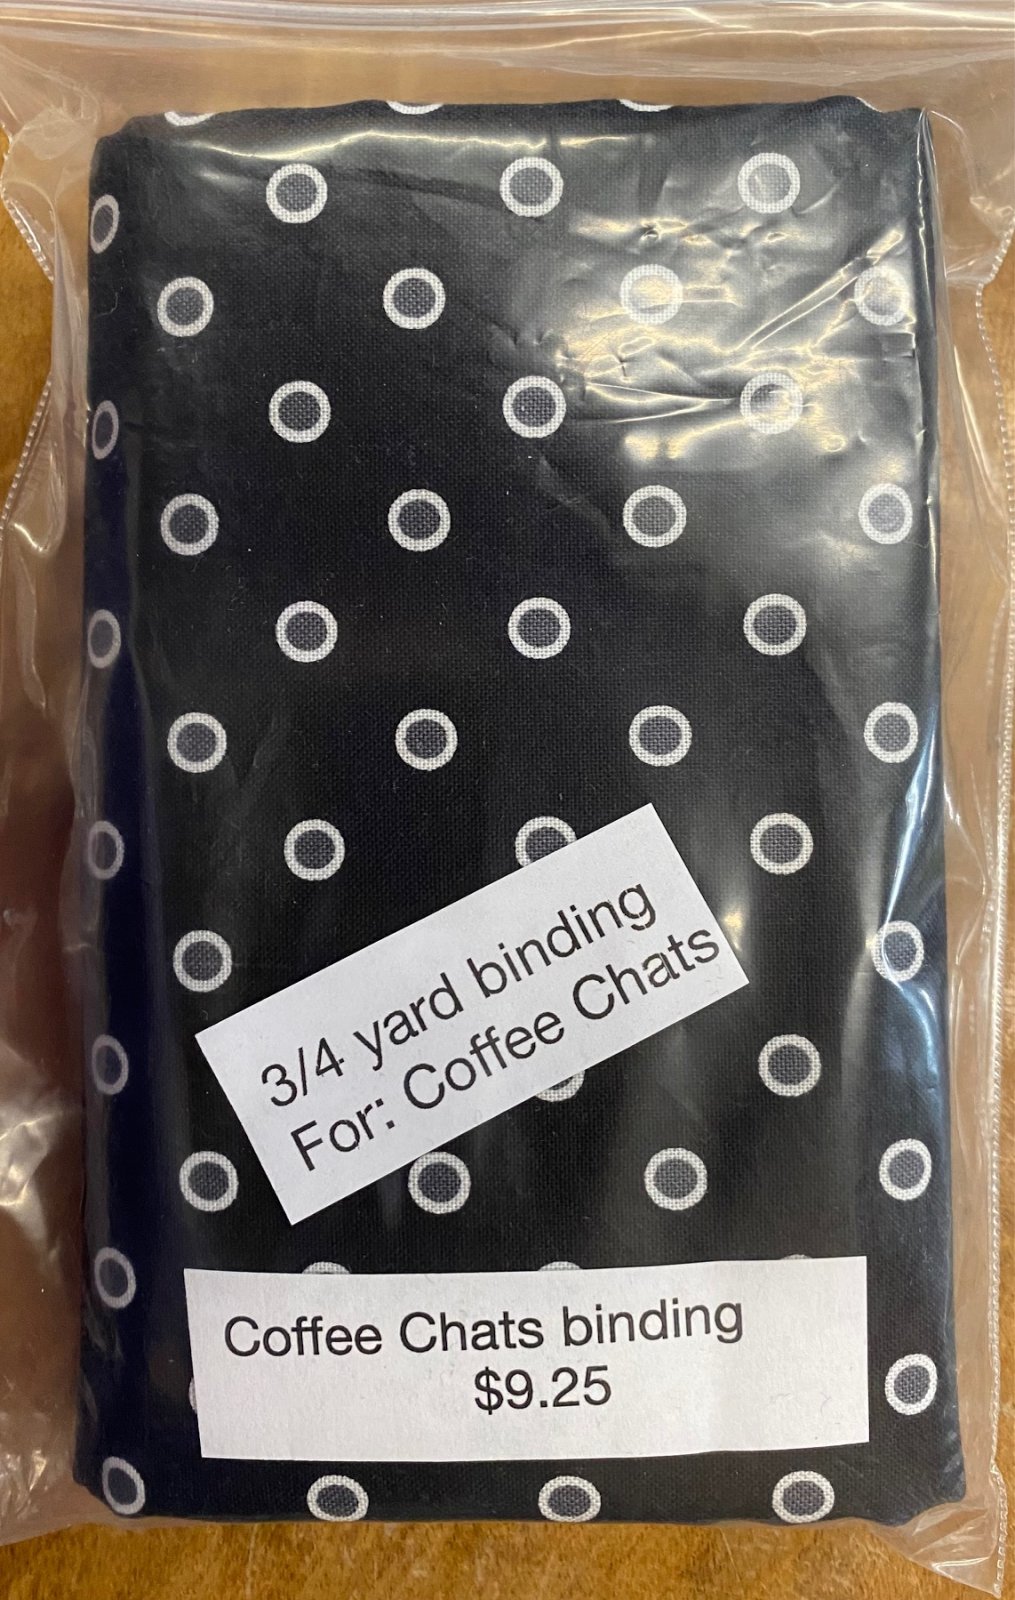 3/4 yard binding
For: Coffee Chats
Coffee Chats binding
$9.25